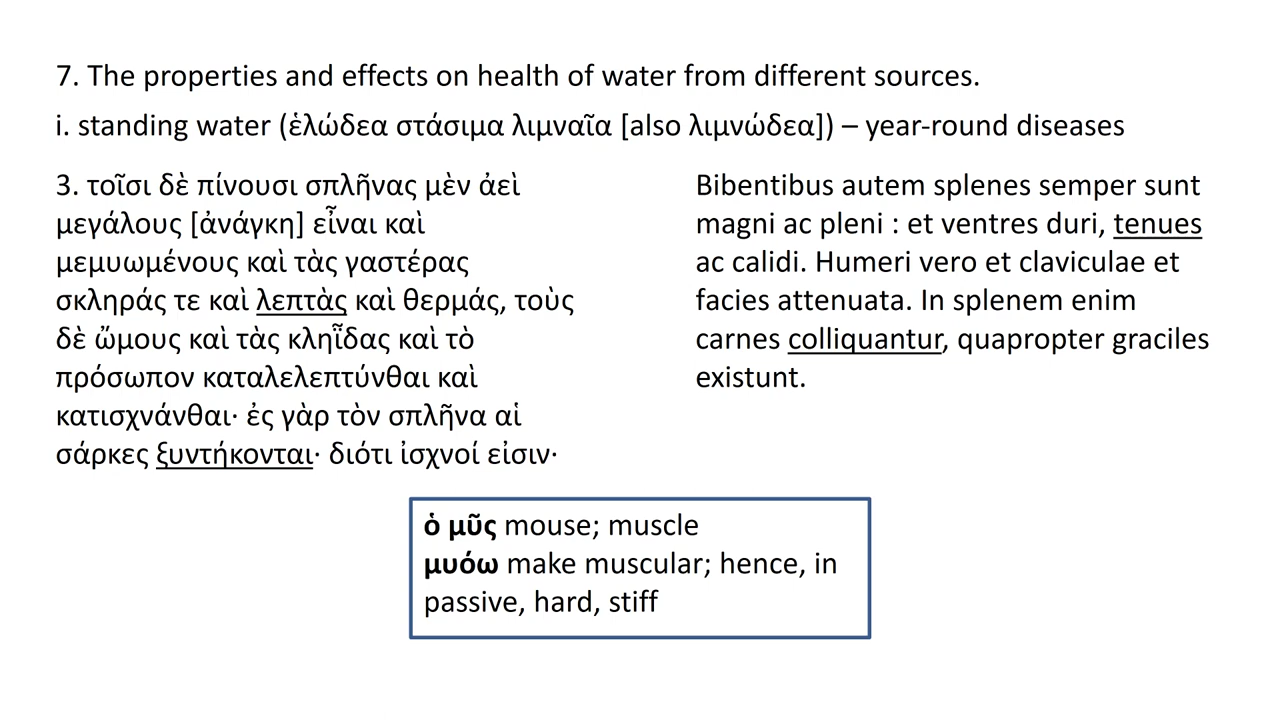 7. The properties and effects on health of water from different sources.
i. standing water (ἑλώδεα στάσιμα λιμναῖα [also λιμνώδεα]) – year-round diseases
3. τοῖσι δὲ πίνουσι σπλῆνας μὲν ἀεὶ
μεγάλους [ἀνάγκη] εἶναι καὶ
μεμυωμένους καὶ τὰς γαστέρας
σκληράς τε καὶ λεπτὰς καὶ θερμάς, τοὺς
δὲ ὤμους καὶ τὰς κληῗδας καὶ τὸ
πρόσωπον καταλελεπτύνθαι καὶ
κατισχνάνθαι· ἐς γὰρ τὸν σπλῆνα αἱ
σάρκες ξυντήκονται· διότι ἰσχνοί εἰσιν·
Bibentibus autem splenes semper sunt
magni ac pleni : et ventres duri, tenues
ac calidi. Humeri vero et claviculae et
facies attenuata. In splenem enim
carnes colliquantur, quapropter graciles
existunt.
ὁ μῦς mouse; muscle
μυόω make muscular; hence, in
passive, hard, stiff